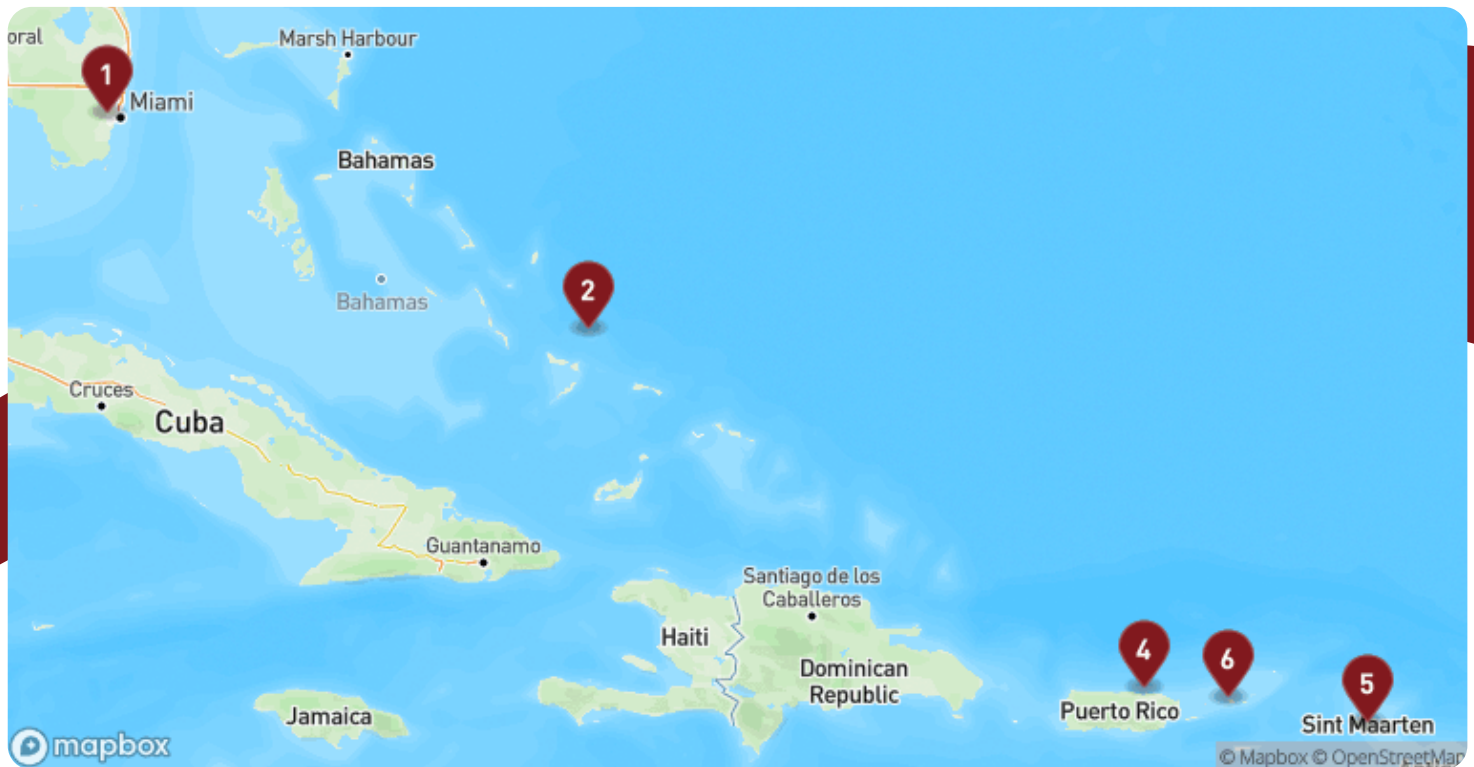 oral
Marsh Harbour
1
Miami
Bahamas
2
Bahamas
Cruces
Cuba
Guantanamo
Santiago de los
Caballeros
Haiti
4
6
Dominican
Republic
5
Puerto Rico
Jamaica
Sint Maarten
mapbox
© Mapbox © OpenStreetMap